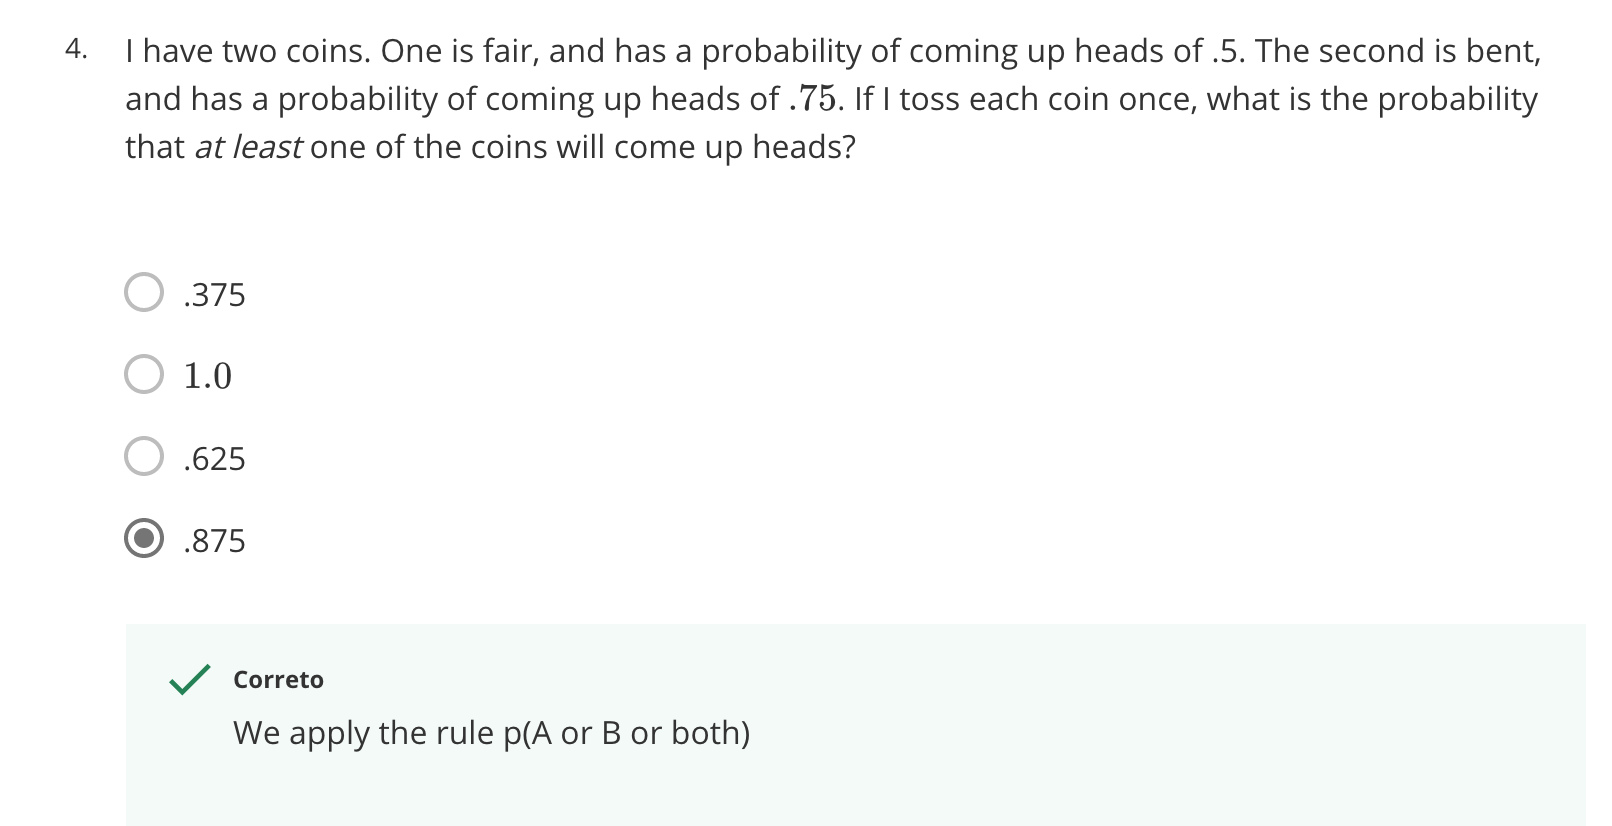 4. I have two coins. One is fair, and has a probability of coming up heads of .5. The second is bent,
and has a probability of coming up heads of .75. If I toss each coin once, what is the probability
that at least one of the coins will come up heads?
.375
1.0
.625
.875
Correto
We apply the rule p(A or B or both)